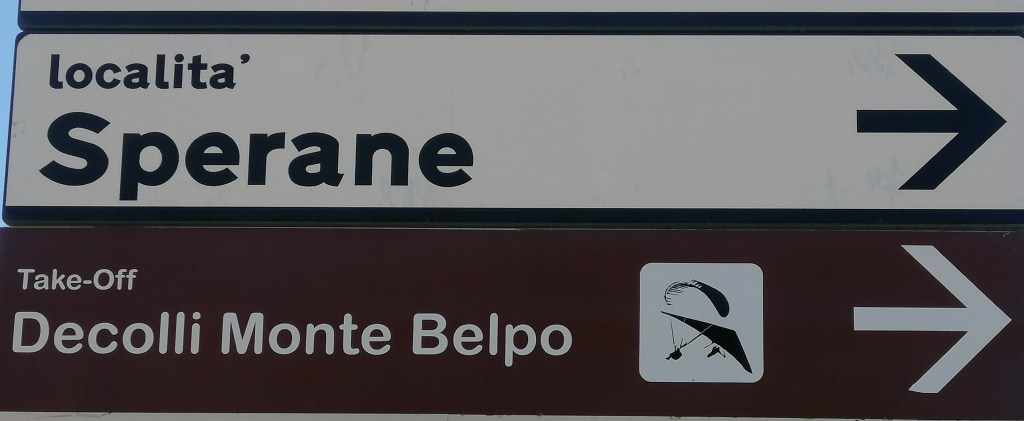 localita’
Sperane
Take-Off
Decolli Monte Belpo